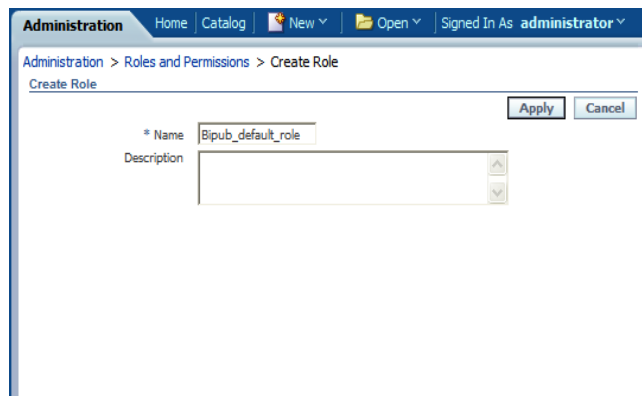 Administration Home Catalog New Open Signed In As administrator
Administration > Roles and Permissions > Create Role
Create Role
Apply Cancel
* Name Bipub_default_role
Description